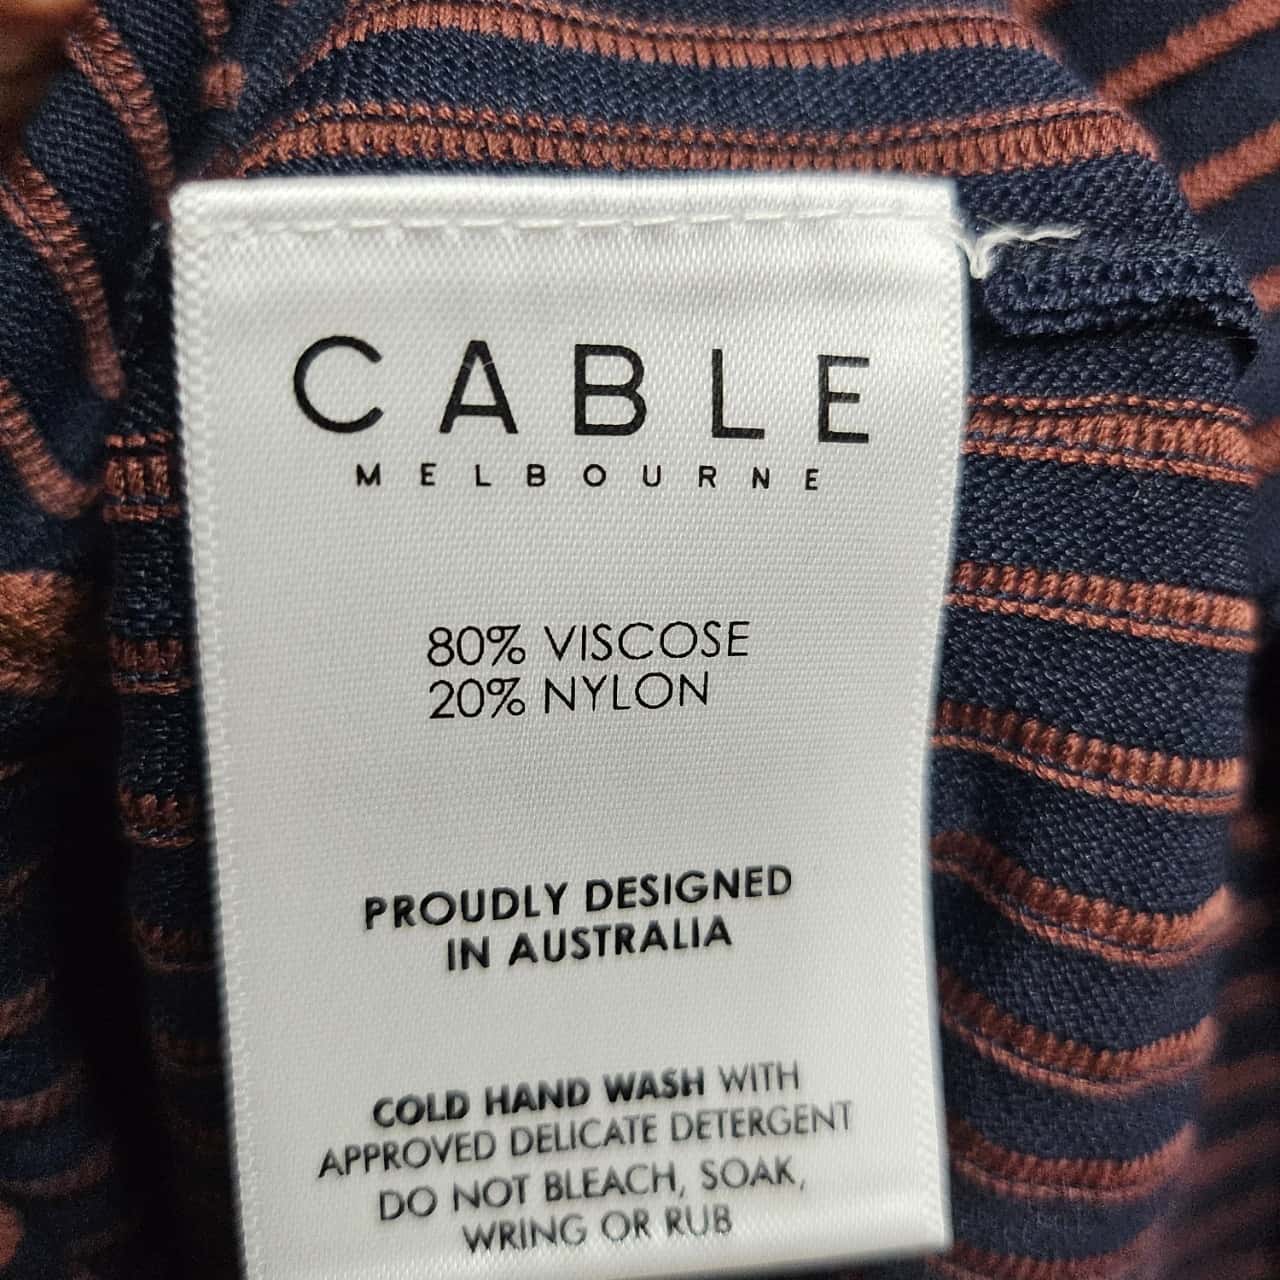 CABLE
MELBOURNE
80% VISCOSE
20% NYLON
PROUDLY DESIGNED
IN AUSTRALIA
COLD HAND WASH WITH
APPROVED DELICATE DETERGENT
DO NOT BLEACH, SOAK,
WRING OR RUB